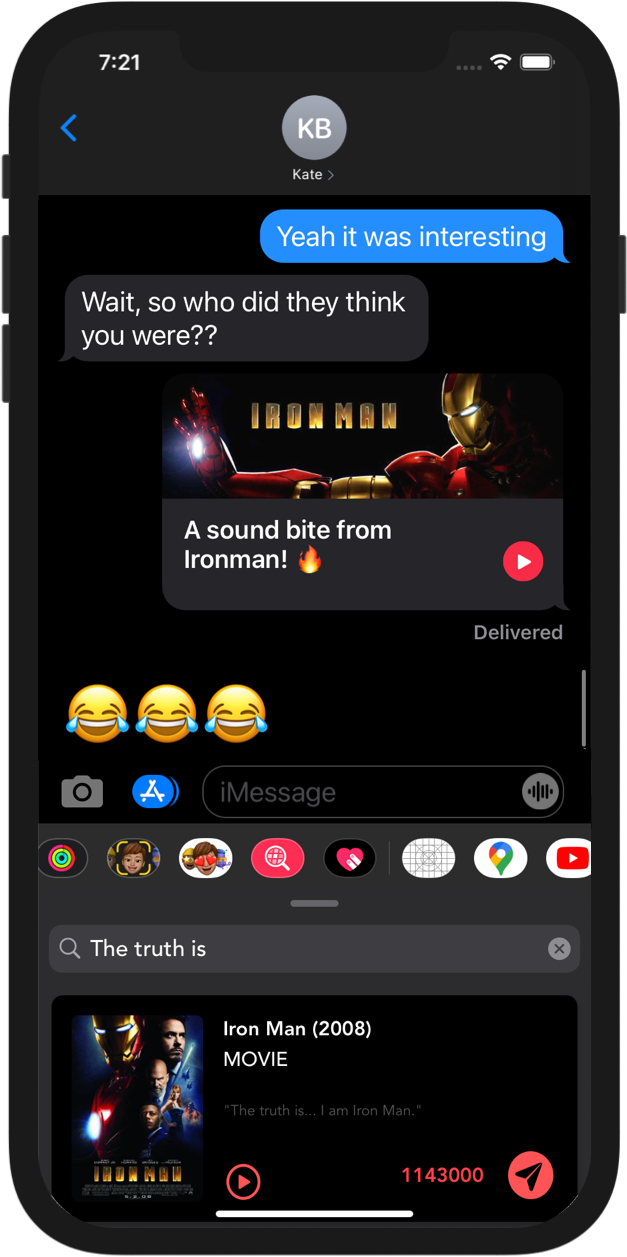 7:21
KB
Kate
Yeah it was interesting
Wait, so who did they think
you were??
IRON MAN
A sound bite from
Ironman! 🔥
Delivered
😂😂😂
iMessage
The truth is
Iron Man (2008)
MOVIE
"The truth is... I am Iron Man."
IRON MAN
1143000